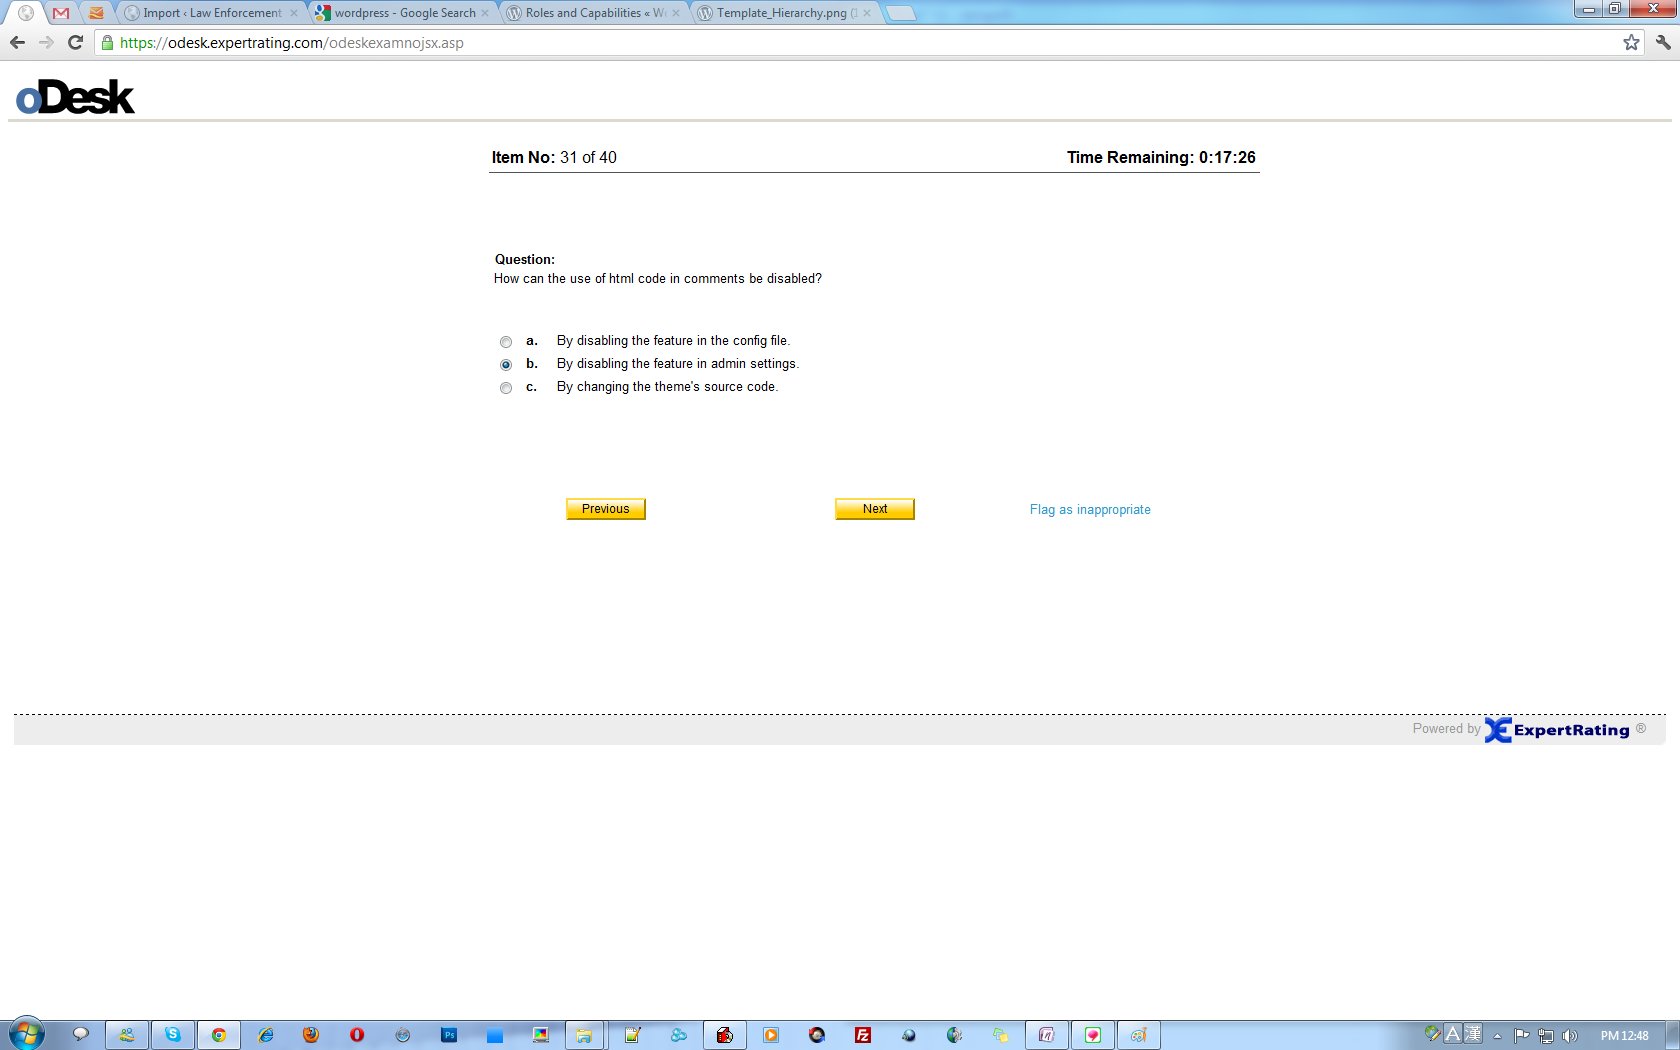 Import ‹ Law Enforcement
wordpress - Google Search
Roles and Capabilities « W
Template_Hierarchy.png (1
https://odesk.expertrating.com/odeskexamnojsx.asp
oDesk
Item No: 31 of 40
Time Remaining: 0:17:26
Question:
How can the use of html code in comments be disabled?
a. By disabling the feature in the config file.
b. By disabling the feature in admin settings.
c. By changing the theme's source code.
Previous
Next
Flag as inappropriate
Powered by ExpertRating ®
A 漢
PM 12:48